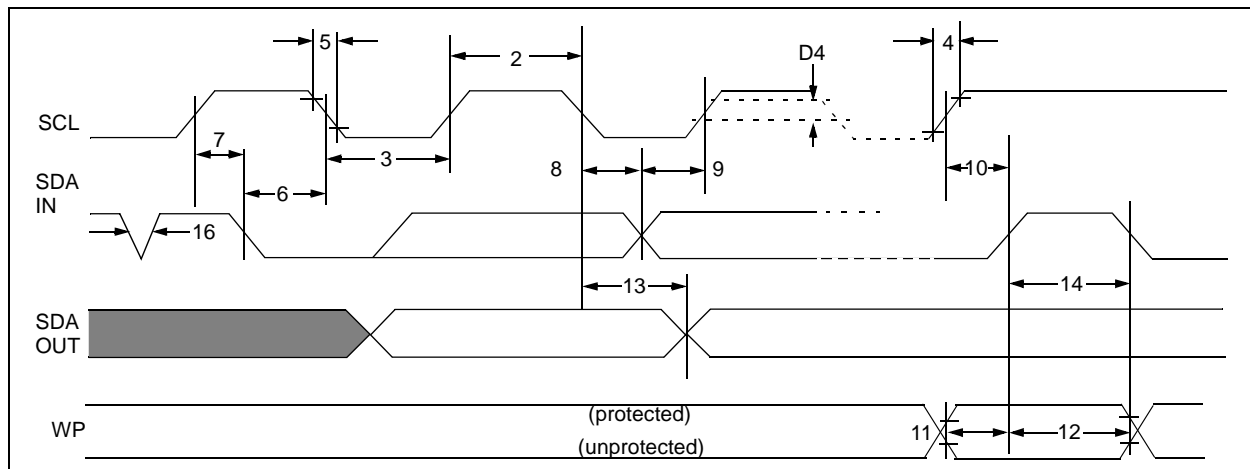 5
2
D4
4
SCL
7
3
8
9
10
SDA
IN
6
16
13
14
SDA
OUT
WP
(protected)
(unprotected)
11
12